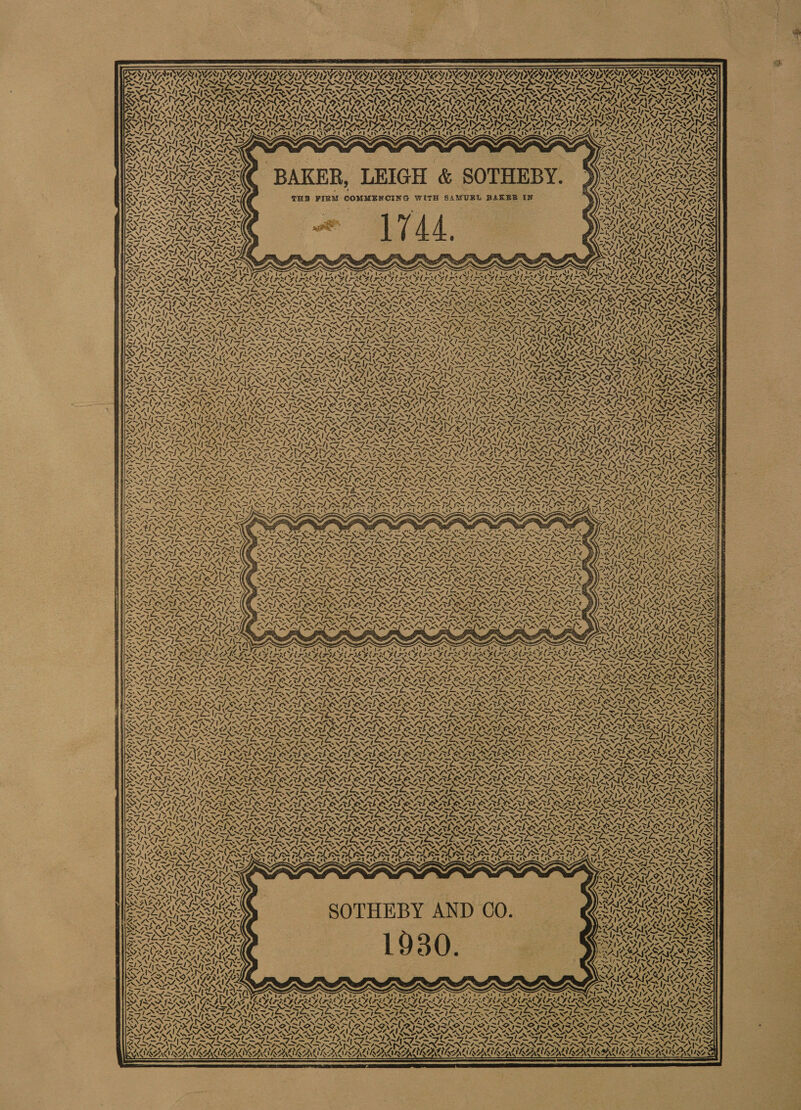 BAKER, LEIGH & SOTHEBY.
THE FIRM COMMENCING WITH SAMUEL BAKER IN
1744.
SOTHEBY AND CO.
1930.